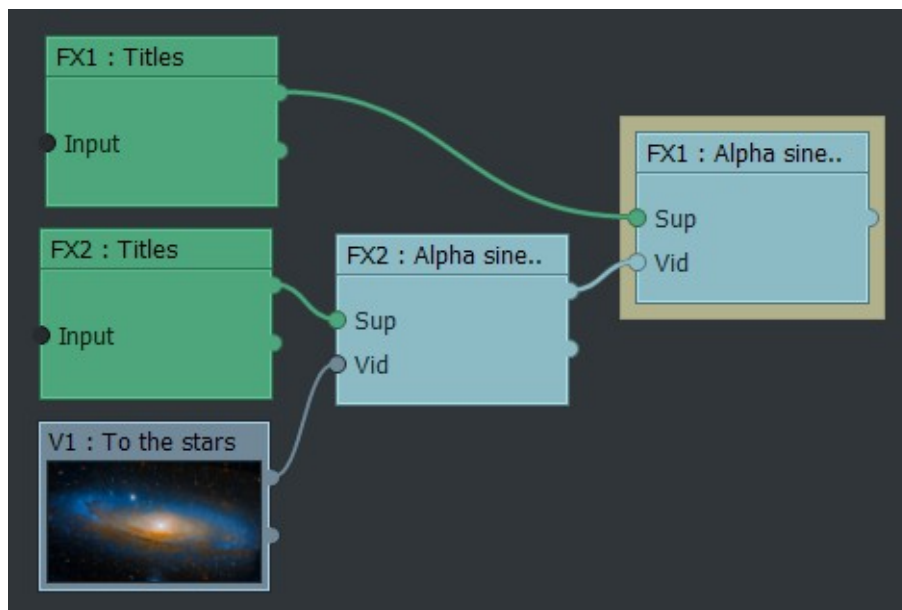 FX1 : Titles
Input
FX2 : Titles
Input
V1 : To the stars
FX2 : Alpha sine..
Sup
Vid
FX1 : Alpha sine..
Sup
Vid